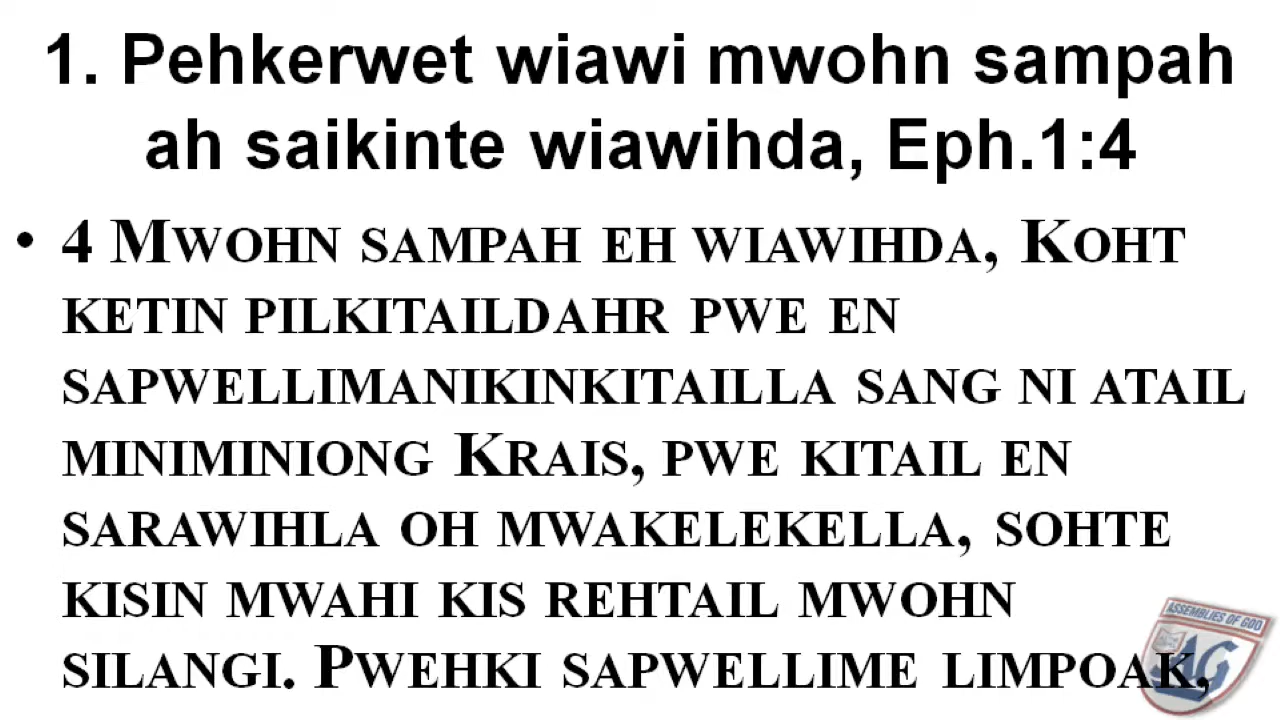 1. Pehkerwet wiawi mwohn sampah
ah saikinte wiawihda, Eph.1:4
• 4 MWOHN SAMPAH EH WIAWIHDA, KOHT
KETIN PILKITAILDAHR PWE EN
SAPWELLIMANIKINKITAILLA SANG NI ATAIL
MINIMINIONG KRAIS, PWE KITAIL EN
SARAWIHLA OH MWAKELEKELLA, SOHTE
KISIN MWAHI KIS REHTAIL MWOHN
SILANGI. PWEHKI SAPWELLIME LIMPOAK,
ASSEMBLIES OF GOD
AG